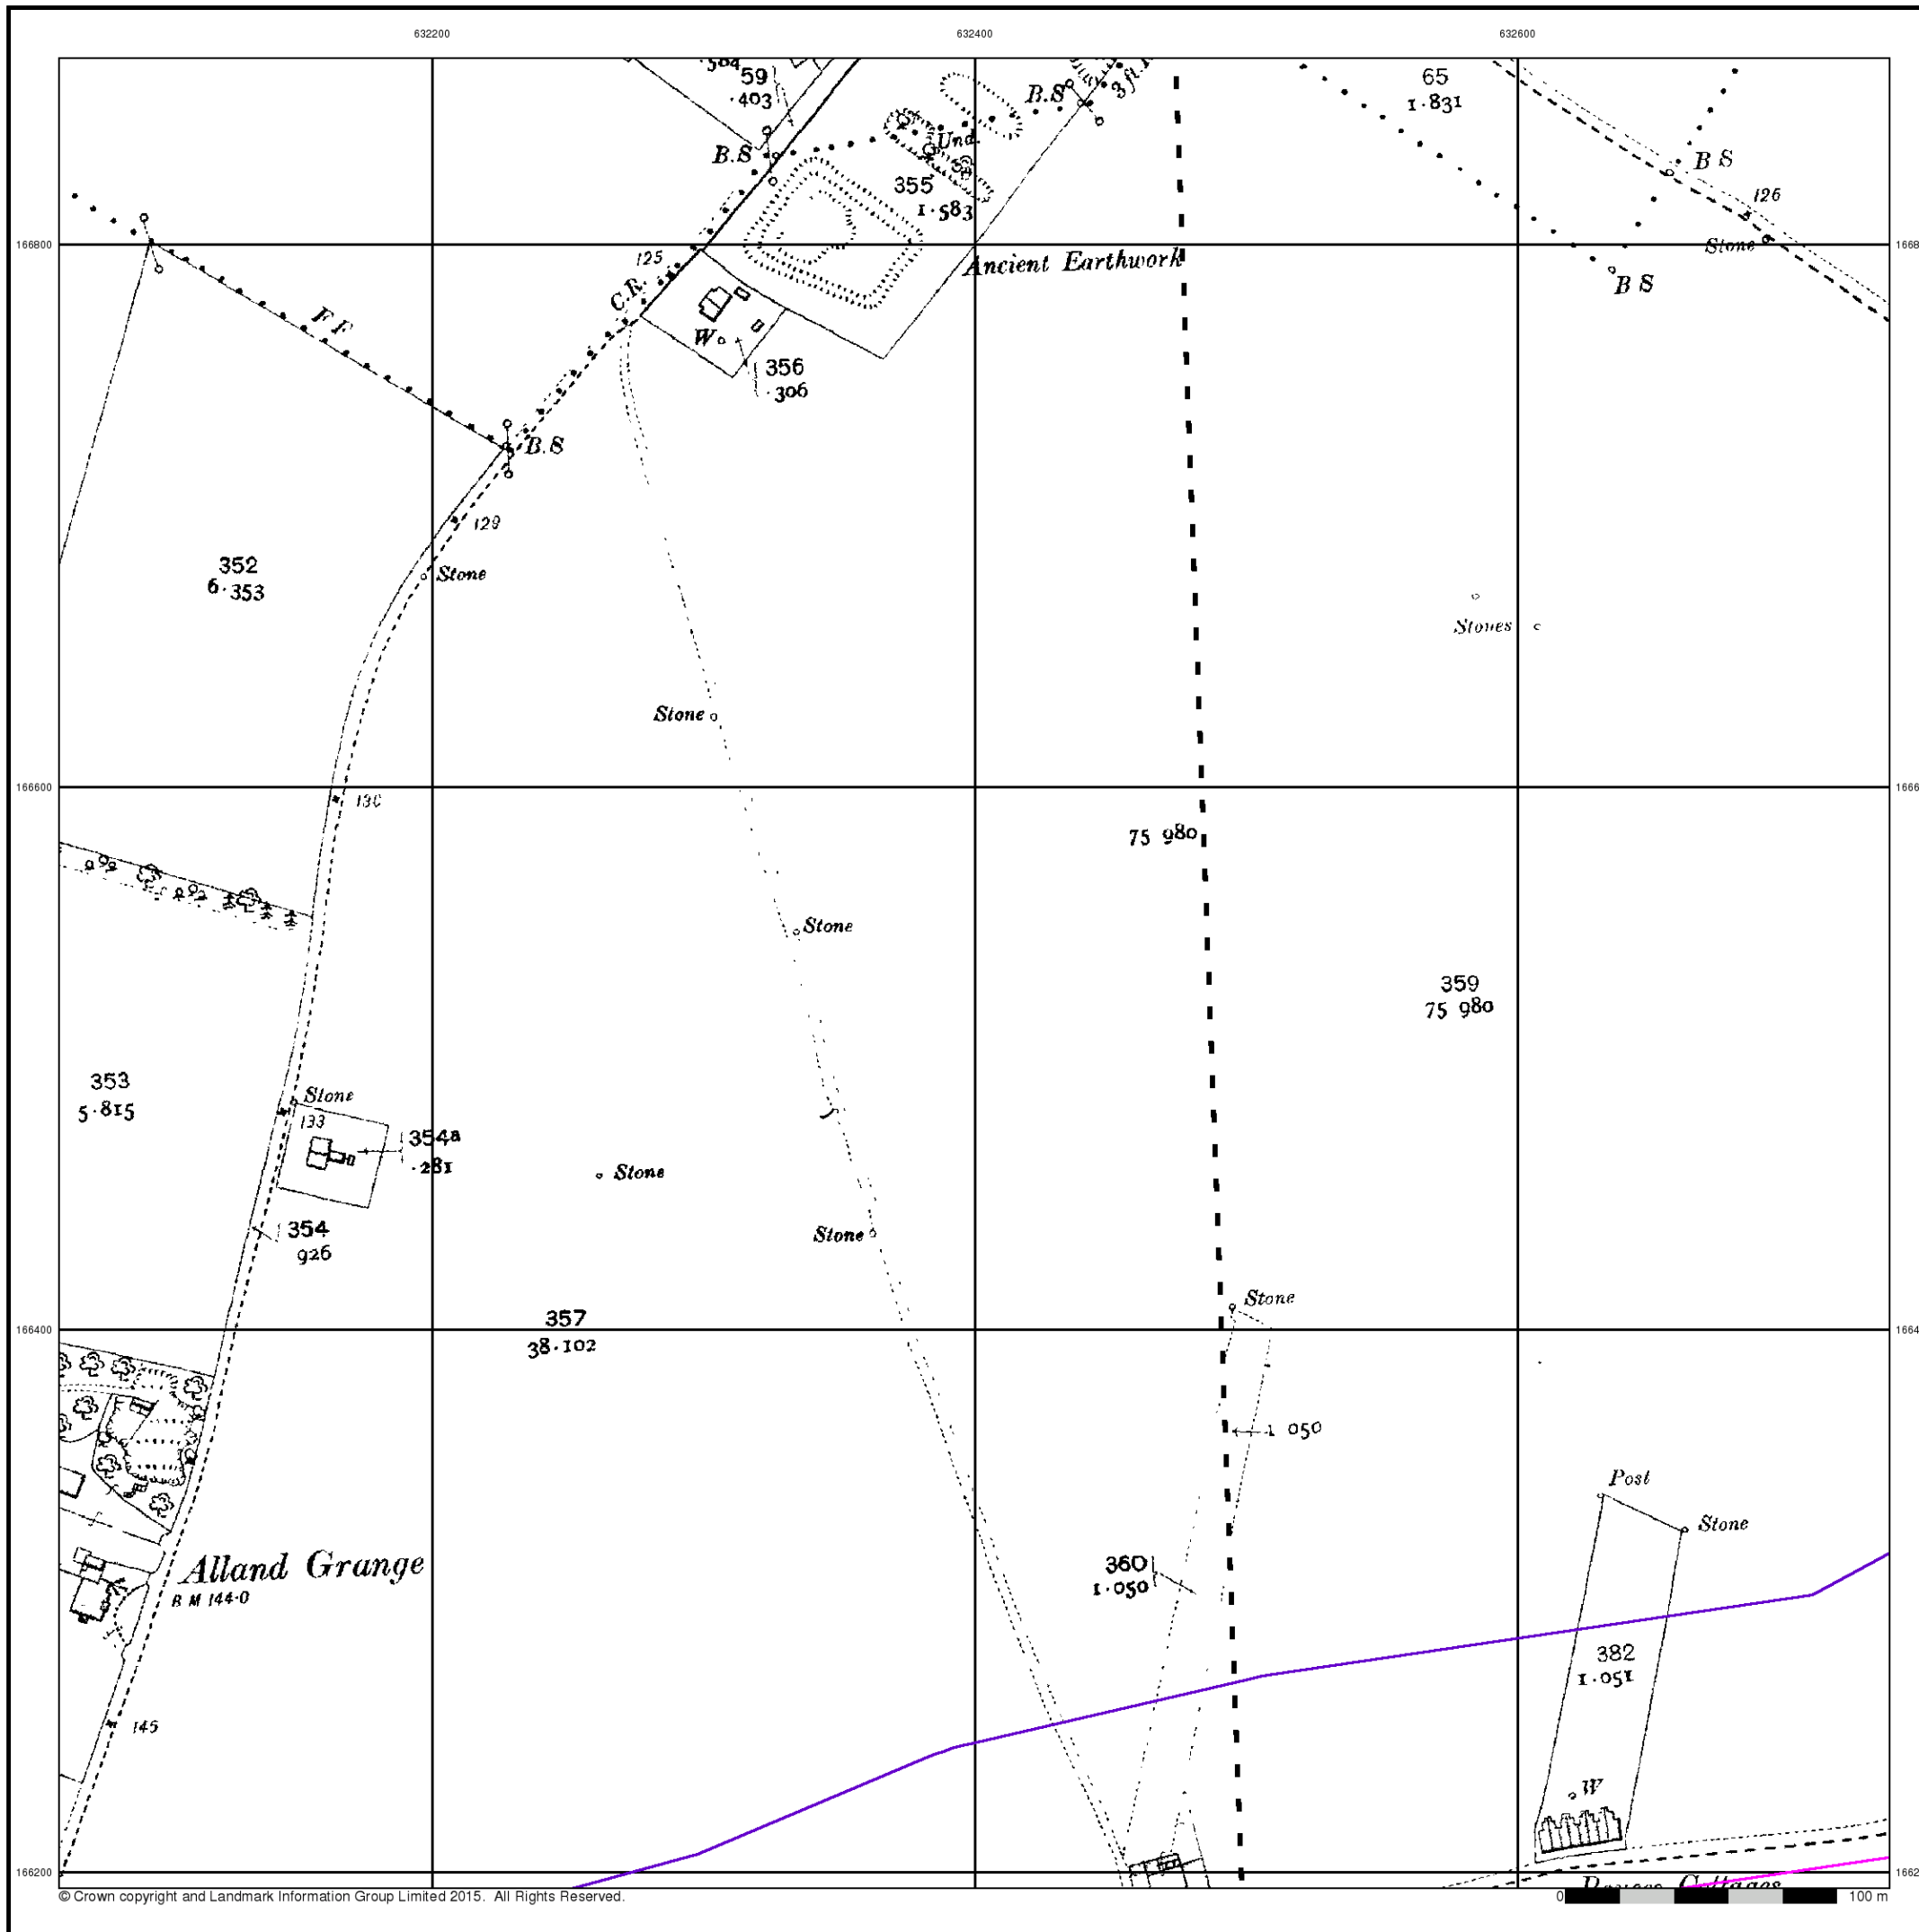 632200
632400
632600
59
.403
B.S
3 ft.
65
1.831
B.S
Und.
355
1.583
B S
126
Stone
166800
Ancient Earthwork
B S
125
C.R.
F F
W
356
.306
B.S
129
Stone
352
6.353
Stones
Stone
166600
130
75 980
Stone
359
75 980
353
5.815
Stone
133
354a
.281
Stone
354
926
Stone
Stone
357
38.102
166400
1 050
Post
Stone
Alland Grange
B M 144.0
360
1.050
382
1.051
145
W
166200
© Crown copyright and Landmark Information Group Limited 2015. All Rights Reserved.
Cottages
0
100 m